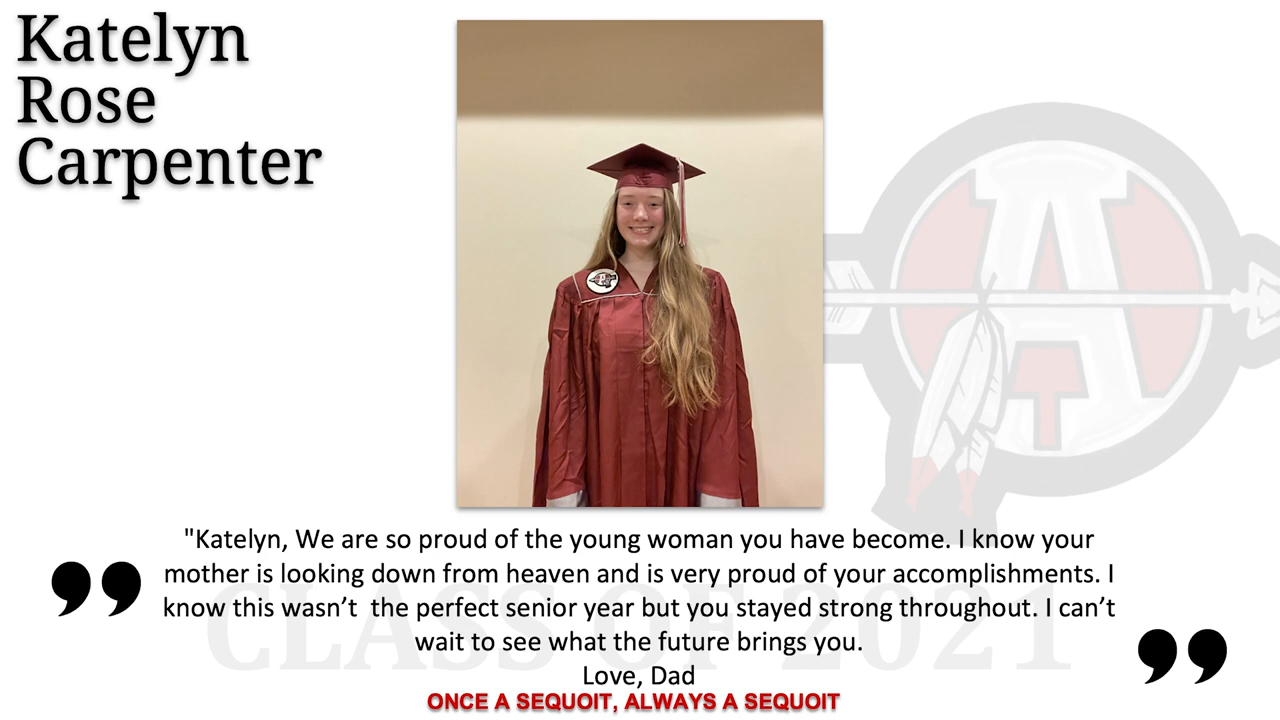 Katelyn
Rose
Carpenter
A
A
"Katelyn, We are so proud of the young woman you have become. I know your
mother is looking down from heaven and is very proud of your accomplishments. I
know this wasn’t  the perfect senior year but you stayed strong throughout. I can’t
wait to see what the future brings you.
Love, Dad
CLASS OF 2021
ONCE A SEQUOIT, ALWAYS A SEQUOIT